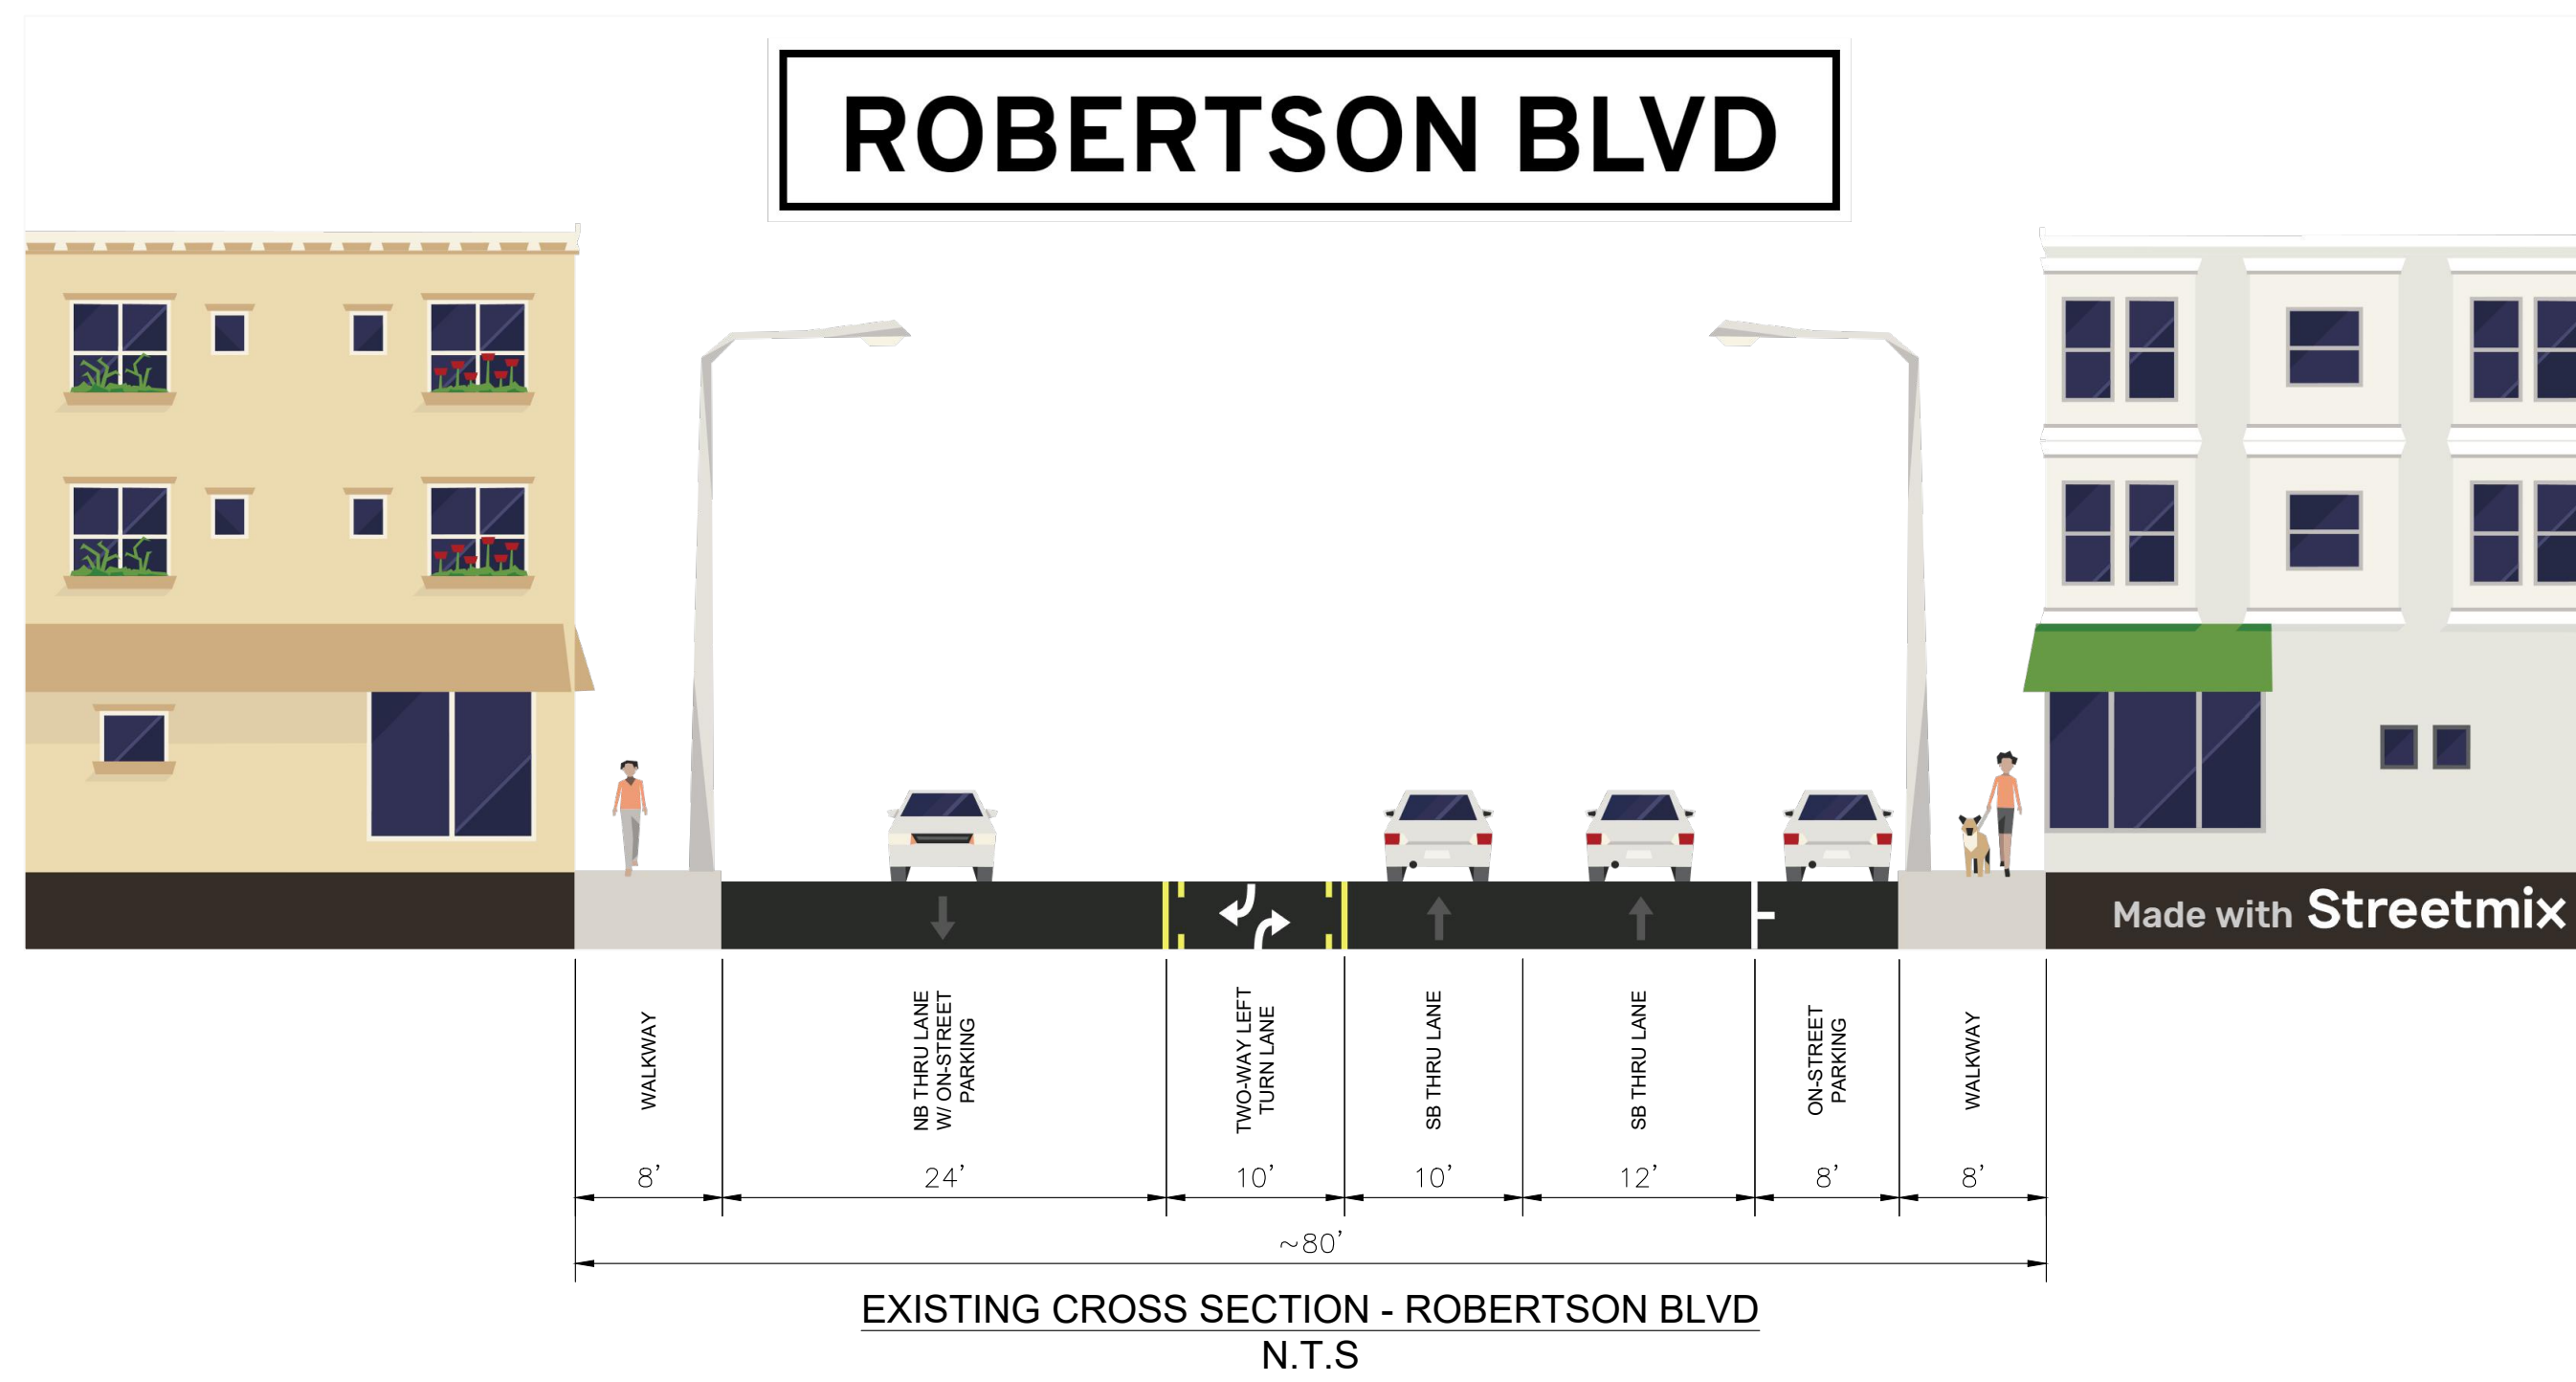 ROBERTSON BLVD
Made with Streetmix
WALKWAY
NB THRU LANE
W/ ON-STREET
PARKING
TWO-WAY LEFT
TURN LANE
SB THRU LANE
SB THRU LANE
ON-STREET
PARKING
WALKWAY
8'
24'
10'
10'
12'
8'
8'
~80'
EXISTING CROSS SECTION - ROBERTSON BLVD
N.T.S